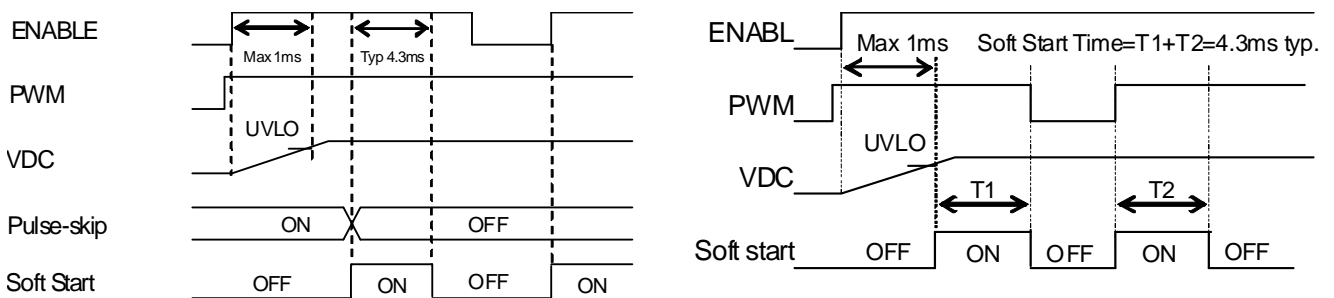 ENABLE
Max 1ms
Typ 4.3ms
PWM
UVLO
VDC
Pulse-skip
ON
OFF
Soft Start
OFF
ON
OFF
ON
ENABL
Max 1ms
Soft Start Time=T1+T2=4.3ms typ.
PWM
UVLO
VDC
T1
T2
Soft start
OFF
ON
OFF
ON
OFF